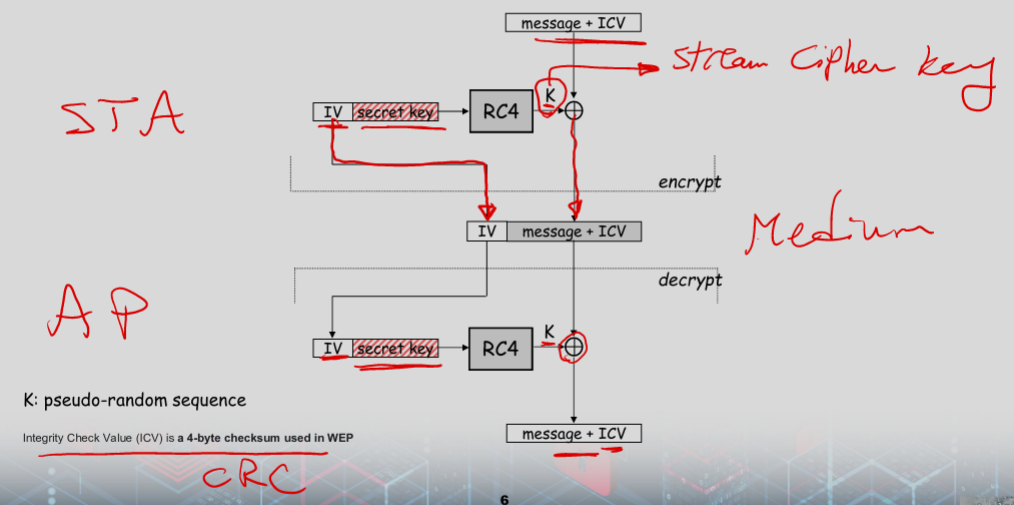 message + ICV
stream Cipher key
K
STA
IV secret key RC4
encrypt
IV message + ICV
Medium
decrypt
AP
K
IV secret key RC4
K: pseudo-random sequence
message + ICV
Integrity Check Value (ICV) is a 4-byte checksum used in WEP
CRC
6